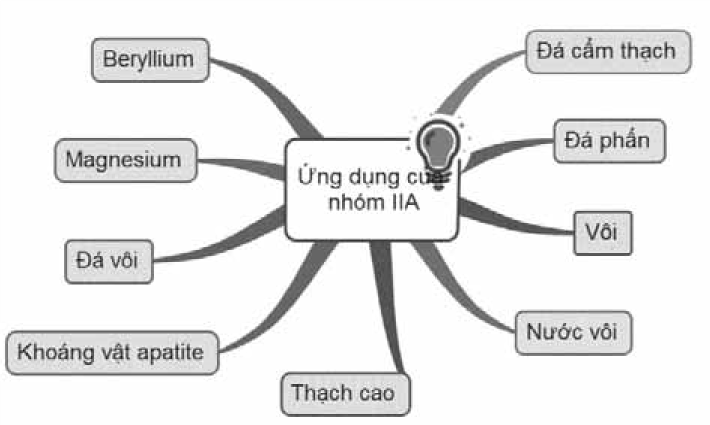 Beryllium
Đá cẩm thạch
Magnesium
Đá phấn
Ứng dụng của
nhóm IIA
Đá vôi
Vôi
Khoáng vật apatite
Nước vôi
Thạch cao